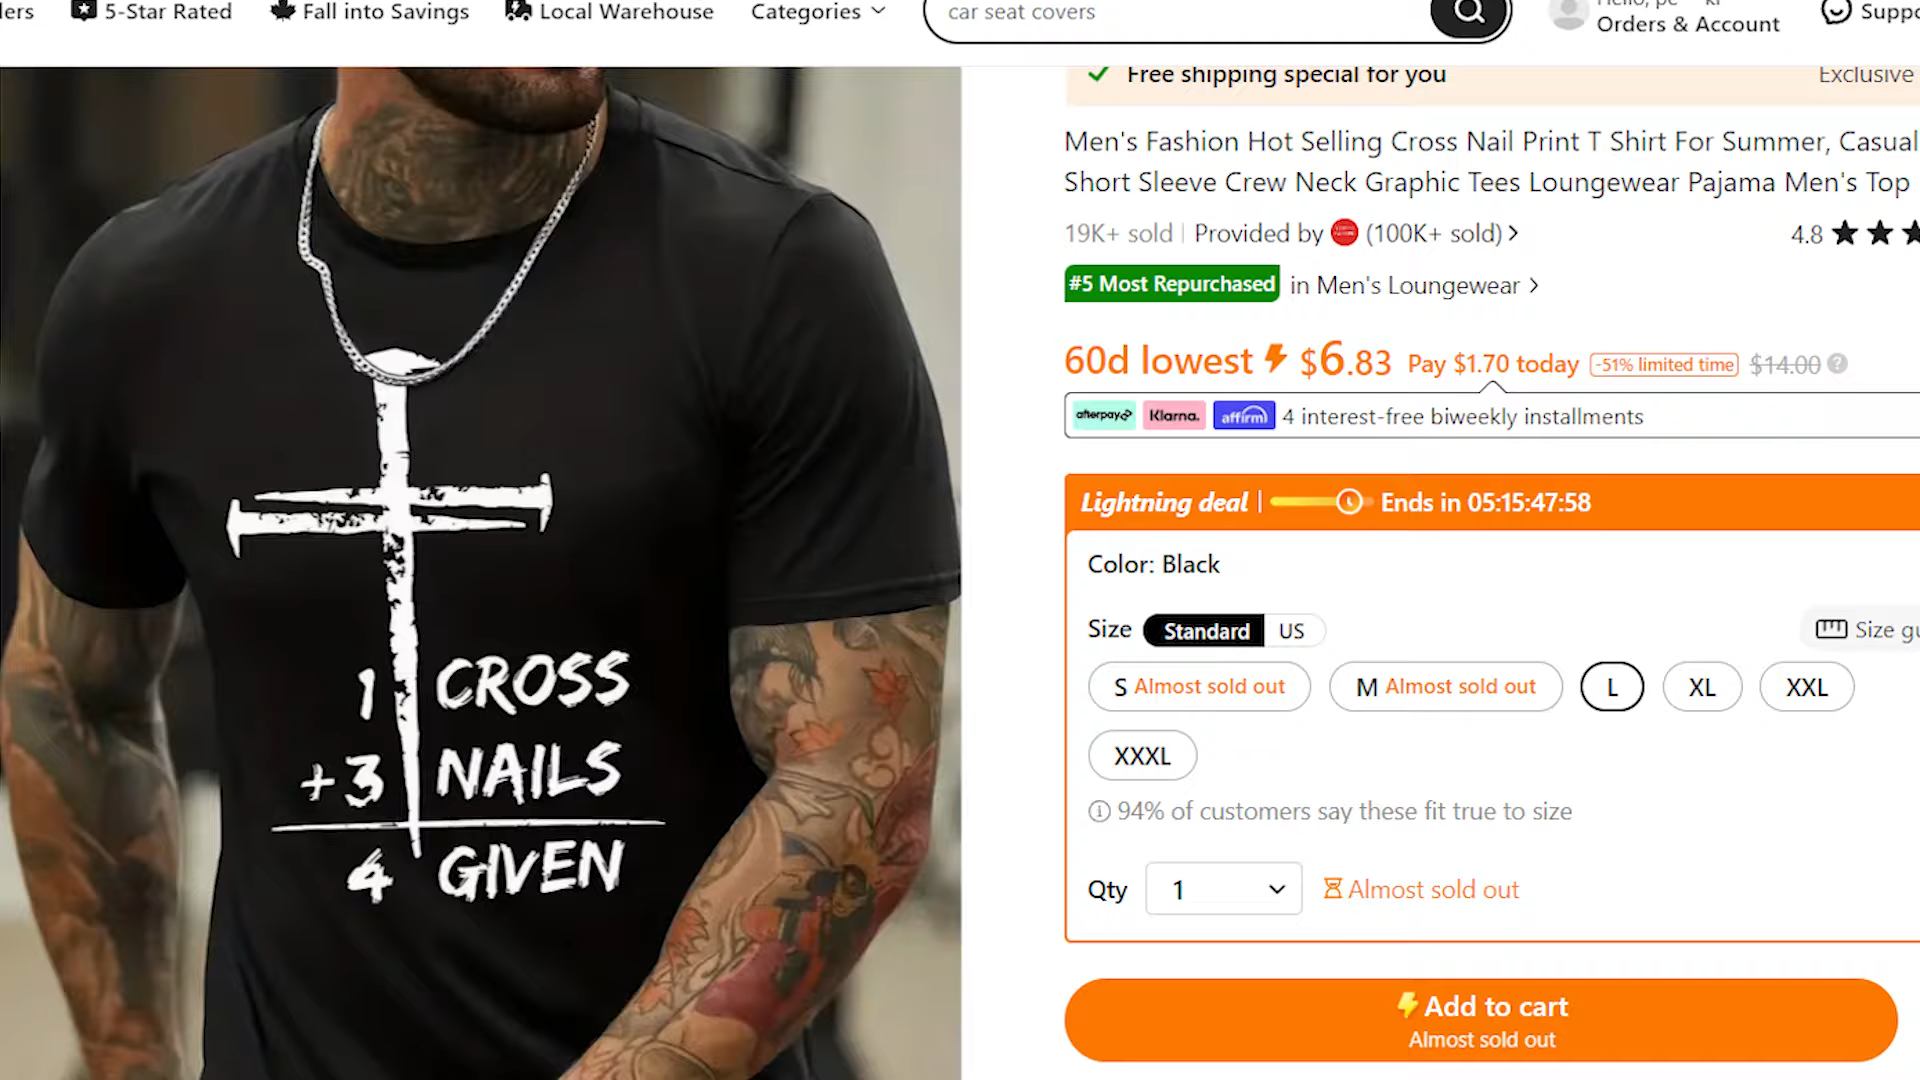 ders
5-Star Rated
Fall into Savings
Local Warehouse
Categories
car seat covers
Orders & Account
Free shipping special for you
Exclusive
Men's Fashion Hot Selling Cross Nail Print T Shirt For Summer, Casual
Short Sleeve Crew Neck Graphic Tees Loungewear Pajama Men's Top
19K+ sold | Provided by (100K+ sold) >
4.8
#5 Most Repurchased in Men's Loungewear >
60d lowest $6.83 Pay $1.70 today -51% limited time $14.00 ?
afterpay Klarna. affirm 4 interest-free biweekly installments
Lightning deal | Ends in 05:15:47:58
Color: Black
Size Standard US
Size gu
S Almost sold out
M Almost sold out
L
XL
XXL
XXXL
94% of customers say these fit true to size
Qty 1 Almost sold out
Add to cart
Almost sold out
1 CROSS
+3 NAILS
4 GIVEN